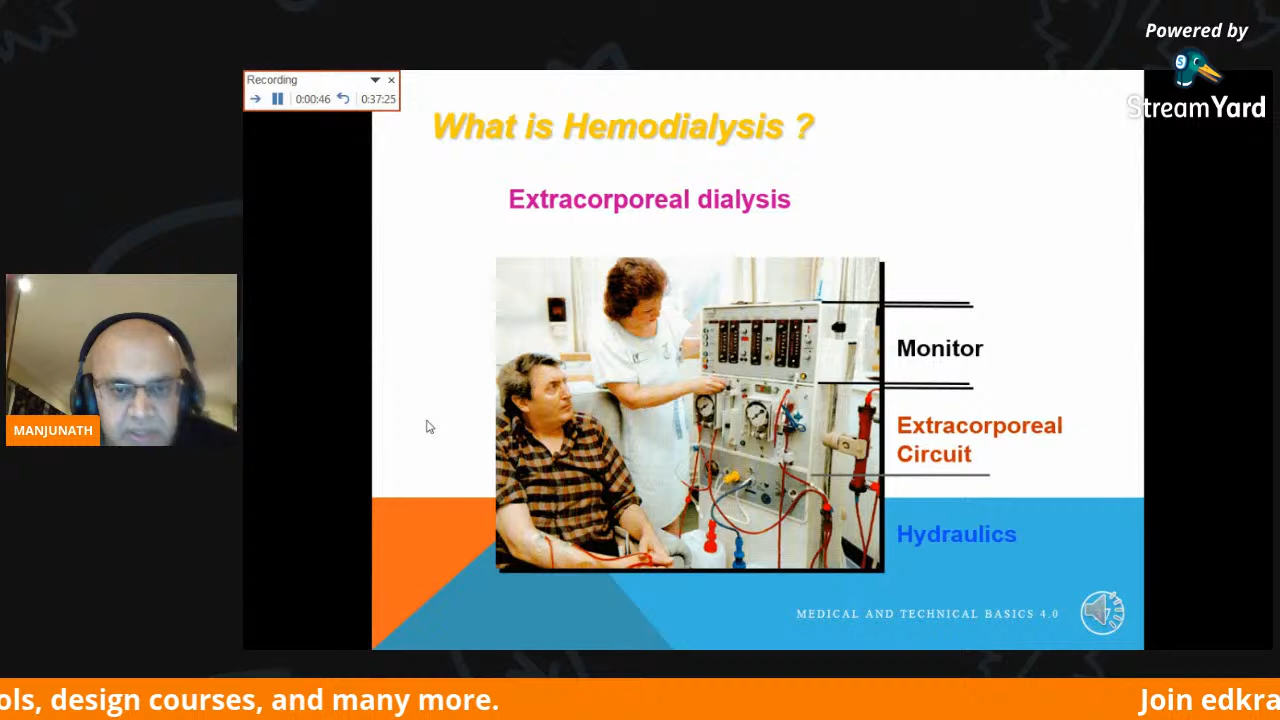 Powered by
StreamYard
Recording
0:00:46 0:37:25
What is Hemodialysis ?
Extracorporeal dialysis
Monitor
Extracorporeal
Circuit
Hydraulics
MANJUNATH
MEDICAL AND TECHNICAL BASICS 4.0
ols, design courses, and many more.
Join edkra